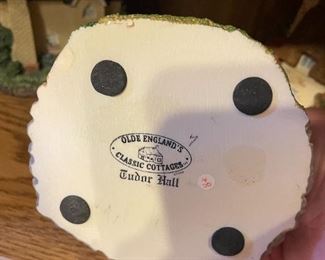 OLDE ENGLAND'S
CLASSIC COTTAGES
Tudor Hall